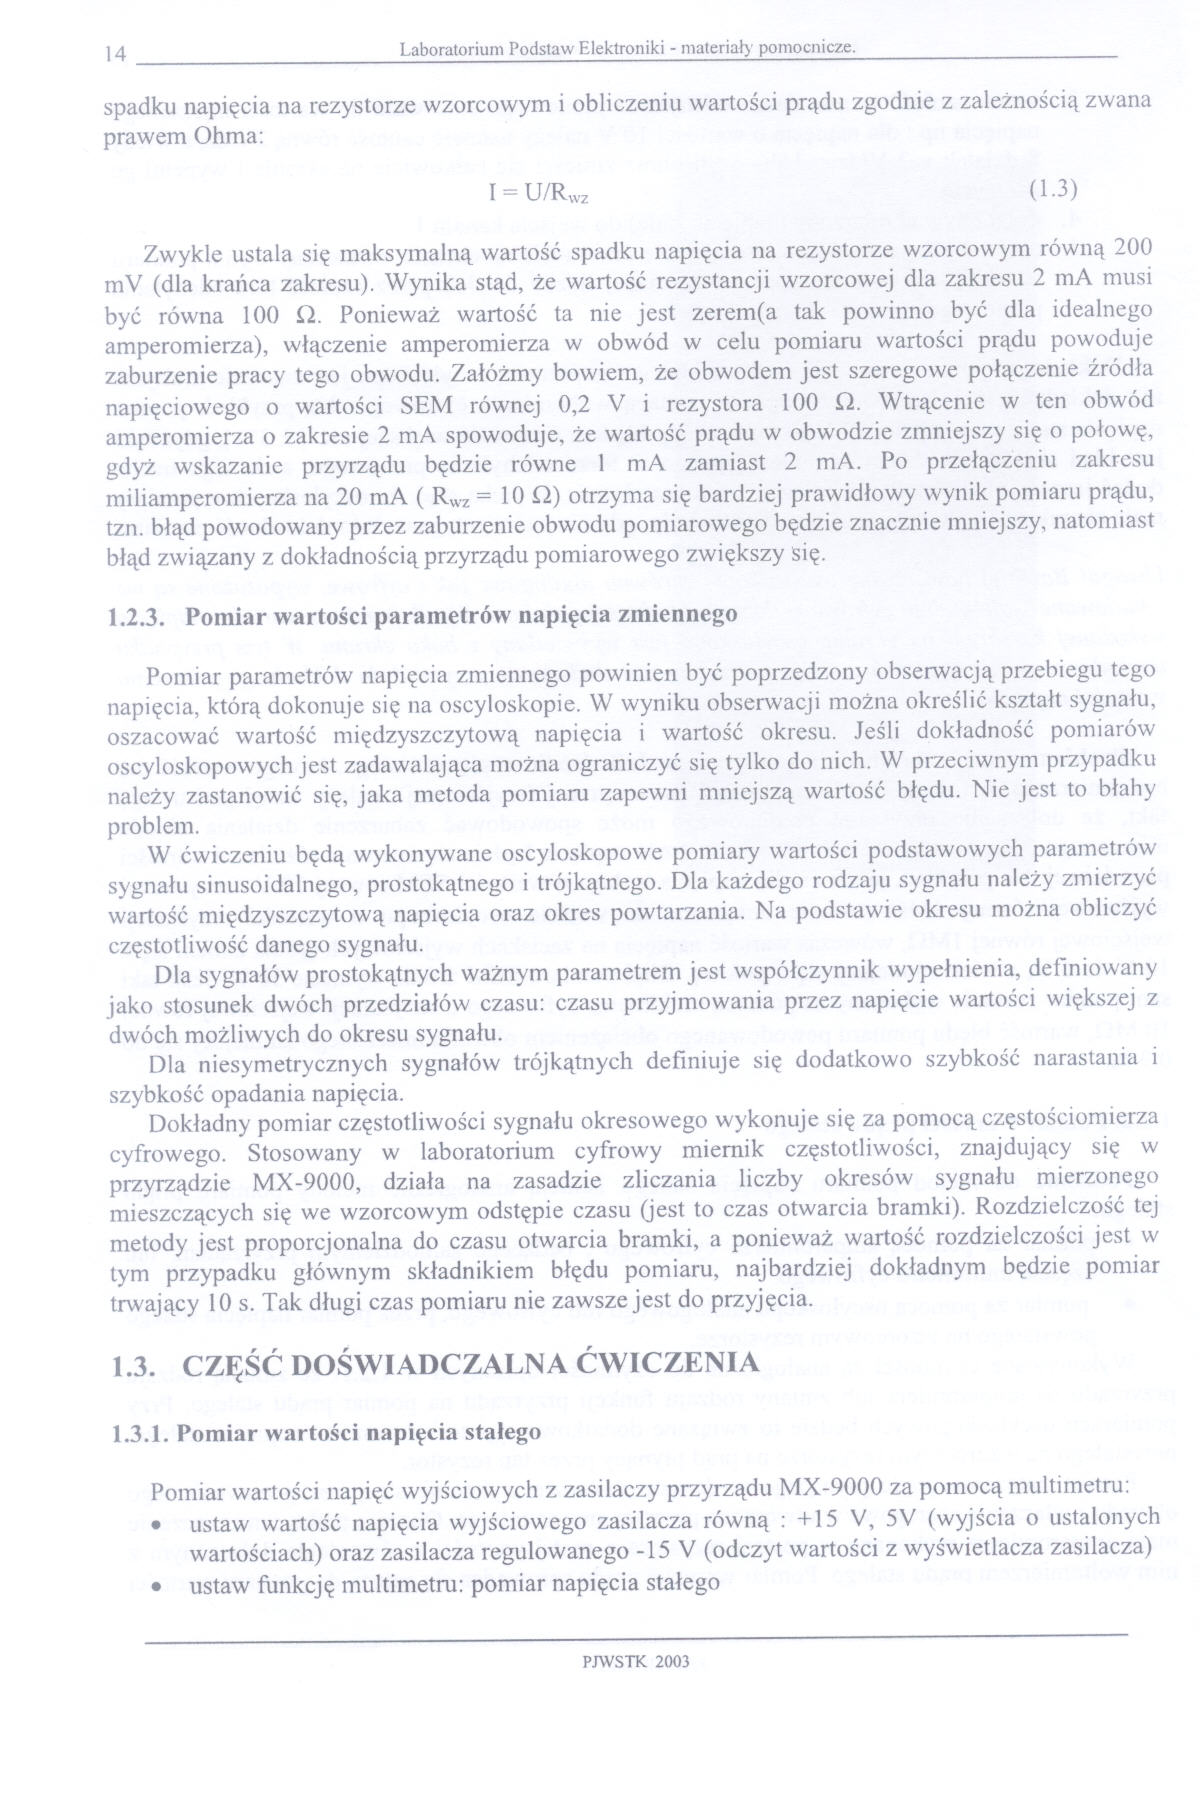 14 Laboratorium Podstaw Elektroniki - materiały pomocnicze.
spadku napięcia na rezystorze wzorcowym i obliczeniu wartości prądu zgodnie z zależnością zwana
prawem Ohma:
I = U/Rwz (1.3)
Zwykle ustala się maksymalną wartość spadku napięcia na rezystorze wzorcowym równą 200
mV (dla krańca zakresu). Wynika stąd, że wartość rezystancji wzorcowej dla zakresu 2 mA musi
być równa 100 Ω. Ponieważ wartość ta nie jest zerem(a tak powinno być dla idealnego
amperomierza), włączenie amperomierza w obwód w celu pomiaru wartości prądu powoduje
zaburzenie pracy tego obwodu. Załóżmy bowiem, że obwodem jest szeregowe połączenie źródła
napięciowego o wartości SEM równej 0,2 V i rezystora 100 Ω. Wtrącenie w ten obwód
amperomierza o zakresie 2 mA spowoduje, że wartość prądu w obwodzie zmniejszy się o połowę,
gdyż wskazanie przyrządu będzie równe 1 mA zamiast 2 mA. Po przełączeniu zakresu
miliamperomierza na 20 mA ( Rwz = 10 Ω) otrzyma się bardziej prawidłowy wynik pomiaru prądu,
tzn. błąd powodowany przez zaburzenie obwodu pomiarowego będzie znacznie mniejszy, natomiast
błąd związany z dokładnością przyrządu pomiarowego zwiększy się.
1.2.3. Pomiar wartości parametrów napięcia zmiennego
Pomiar parametrów napięcia zmiennego powinien być poprzedzony obserwacją przebiegu tego
napięcia, którą dokonuje się na oscyloskopie. W wyniku obserwacji można określić kształt sygnału,
oszacować wartość międzyszczytową napięcia i wartość okresu. Jeśli dokładność pomiarów
oscyloskopowych jest zadawalająca można ograniczyć się tylko do nich. W przeciwnym przypadku
należy zastanowić się, jaka metoda pomiaru zapewni mniejszą wartość błędu. Nie jest to błahy
problem.
W ćwiczeniu będą wykonywane oscyloskopowe pomiary wartości podstawowych parametrów
sygnału sinusoidalnego, prostokątnego i trójkątnego. Dla każdego rodzaju sygnału należy zmierzyć
wartość międzyszczytową napięcia oraz okres powtarzania. Na podstawie okresu można obliczyć
częstotliwość danego sygnału.
Dla sygnałów prostokątnych ważnym parametrem jest współczynnik wypełnienia, definiowany
jako stosunek dwóch przedziałów czasu: czasu przyjmowania przez napięcie wartości większej z
dwóch możliwych do okresu sygnału.
Dla niesymetrycznych sygnałów trójkątnych definiuje się dodatkowo szybkość narastania i
szybkość opadania napięcia.
Dokładny pomiar częstotliwości sygnału okresowego wykonuje się za pomocą częstościomierza
cyfrowego. Stosowany w laboratorium cyfrowy miernik częstotliwości, znajdujący się w
przyrządzie MX-9000, działa na zasadzie zliczania liczby okresów sygnału mierzonego
mieszczących się we wzorcowym odstępie czasu (jest to czas otwarcia bramki). Rozdzielczość tej
metody jest proporcjonalna do czasu otwarcia bramki, a ponieważ wartość rozdzielczości jest w
tym przypadku głównym składnikiem błędu pomiaru, najbardziej dokładnym będzie pomiar
trwający 10 s. Tak długi czas pomiaru nie zawsze jest do przyjęcia.
1.3. CZĘŚĆ DOŚWIADCZALNA ĆWICZENIA
1.3.1. Pomiar wartości napięcia stałego
Pomiar wartości napięć wyjściowych z zasilaczy przyrządu MX-9000 za pomocą multimetru:
• ustaw wartość napięcia wyjściowego zasilacza równą : +15 V, 5V (wyjścia o ustalonych
wartościach) oraz zasilacza regulowanego -15 V (odczyt wartości z wyświetlacza zasilacza)
• ustaw funkcję multimetru: pomiar napięcia stałego
PJWSTK 2003